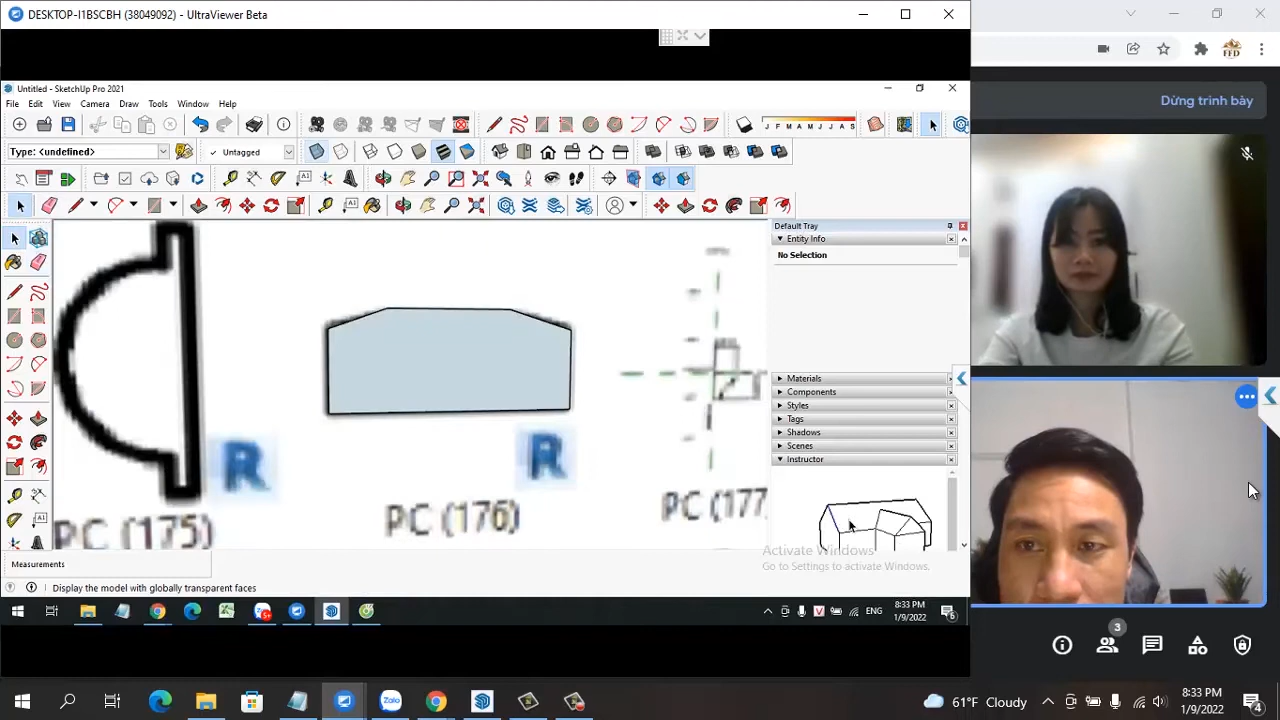 DESKTOP-I1BSCBH (38049092) - UltraViewer Beta
Untitled - SketchUp Pro 2021
File Edit View Camera Draw Tools Window Help
Type: <undefined>
Untagged
J F M A M J J A S
Default Tray
Entity Info
No Selection
Materials
Components
Styles
Tags
Shadows
Scenes
Instructor
R
R
PC (175)
PC (176)
PC (177
Activate Windows
Go to Settings to activate Windows.
Measurements
Display the model with globally transparent faces
ENG
8:33 PM
1/9/2022
FFD
Dừng trình bày
3
Zalo
61°F Cloudy
8:33 PM
1/9/2022